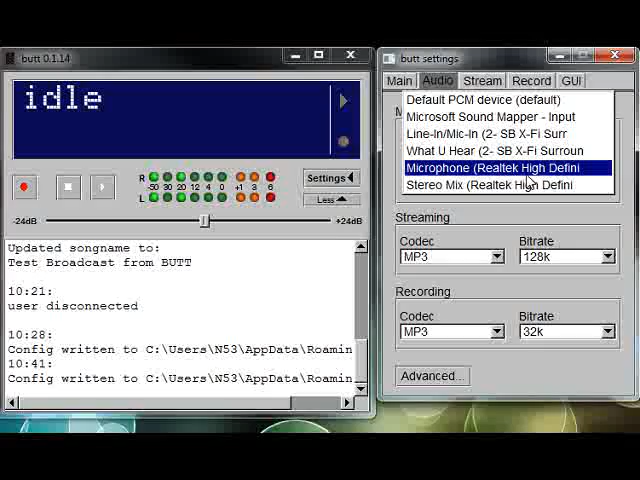 butt 0.1.14
idle
R
L
-50 30 20 10 6 3 0 +1 3 6
Settings
Less
-24dB
+24dB
Updated songname to:
Test Broadcast from BUTT
10:21:
user disconnected
10:28:
Config written to C:\Users\N53\AppData\Roamin
10:41:
Config written to C:\Users\N53\AppData\Roamin
butt settings
Main Audio Stream Record GUI
Default PCM device (default)
Microsoft Sound Mapper - Input
Line-In/Mic-In (2- SB X-Fi Surr
What U Hear (2- SB X-Fi Surroun
Microphone (Realtek High Defini
Stereo Mix (Realtek High Defini
Streaming
Codec Bitrate
MP3 128k
Recording
Codec Bitrate
MP3 32k
Advanced...